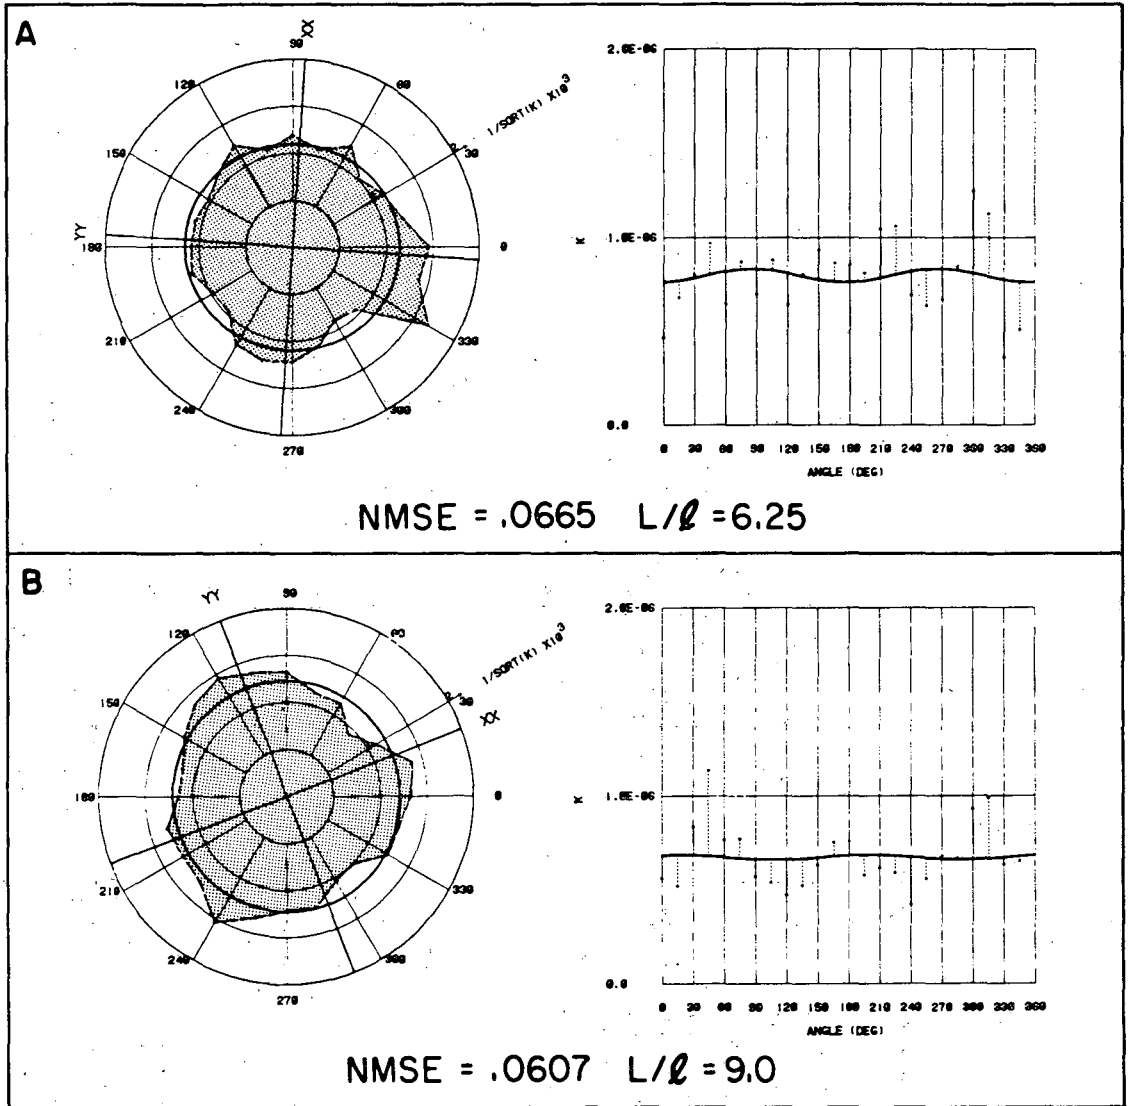 A
XX
90
120
60
1/SQRT(K) X10^3
2
150
30
YY
180
0
210
330
240
300
270
2.0E-06
K
1.0E-06
0.0
0 30 60 90 120 150 180 210 240 270 300 330 360
ANGLE (DEG)
NMSE = .0665 L/ℓ = 6.25
B
YY
90
120
1/SQRT(K) X10^3
2
150
30
XX
180
0
210
330
240
300
270
2.0E-06
K
1.0E-06
0.0
0 30 60 90 120 150 180 210 240 270 300 330 360
ANGLE (DEG)
NMSE = .0607 L/ℓ = 9.0